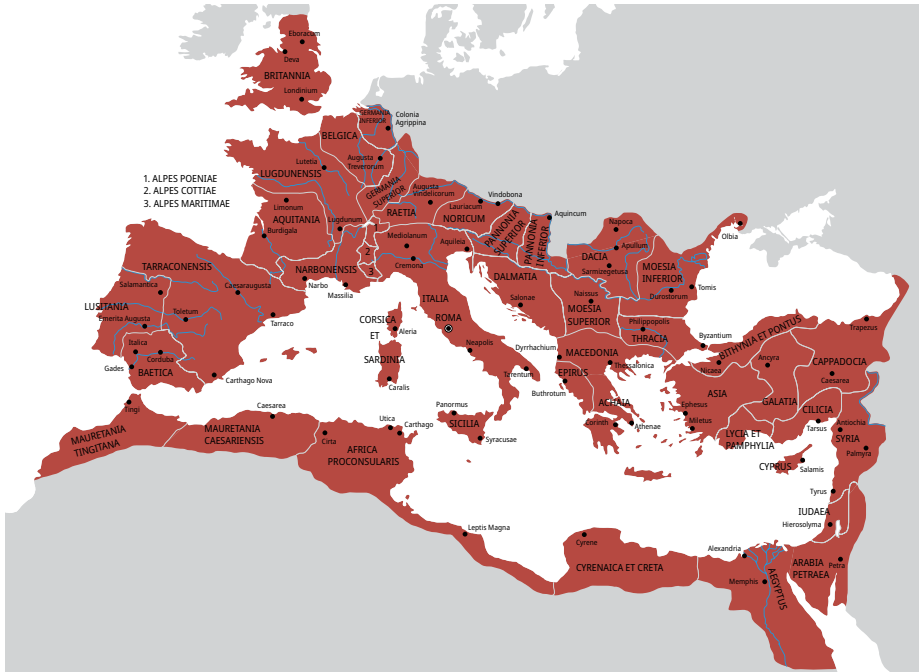 Eboracum
Deva
BRITANNIA
Londinium
GERMANIA
INFERIOR
Colonia
Agrippina
BELGICA
Augusta
Treverorum
Lutetia
LUGDUNENSIS
GERMANIA
SUPERIOR
1. ALPES POENIAE
2. ALPES COTTIAE
3. ALPES MARITIMAE
Limonum
AQUITANIA
Burdigala
Lugdunum
Augusta
Vindelicorum
RAETIA
Lauriacum
NORICUM
Vindobona
PANNONIA
SUPERIOR
PANNONIA
INFERIOR
Aquincum
1
2
3
Mediolanum
Cremona
Aquileia
NARBONENSIS
Narbo
Massilia
Napoca
Apullum
DACIA
Sarmizegetusa
MOESIA
INFERIOR
Durostorum
Tomis
Olbia
TARRACONENSIS
Salamantica
Caesaraugusta
LUSITANIA
Emerita Augusta
Toletum
Tarraco
Italica
Corduba
Gades
BAETICA
Carthago Nova
ITALIA
ROMA
CORSICA
ET
SARDINIA
Aleria
Caralis
Neapolis
Tarentum
DALMATIA
Salonae
Naissus
MOESIA
SUPERIOR
Philippopolis
THRACIA
Byzantium
Dyrrhachium
MACEDONIA
Thessalonica
EPIRUS
Buthrotum
ACHAIA
Corinth
Athenae
BITHYNIA ET PONTUS
Nicaea
Trapezus
Ancyra
CAPPADOCIA
Caesarea
ASIA
GALATIA
Ephesus
Miletus
CILICIA
Tarsus
Antiochia
LYCIA ET
PAMPHYLIA
SYRIA
Palmyra
CYPRUS
Salamis
Tyrus
IUDAEA
Hierosolyma
Tingi
MAURETANIA
TINGITANA
Caesarea
MAURETANIA
CAESARIENSIS
Cirta
Utica
Carthago
AFRICA
PROCONSULARIS
Panormus
SICILIA
Syracusae
Leptis Magna
Cyrene
CYRENAICA ET CRETA
Alexandria
Memphis
AEGYPTUS
ARABIA
PETRAEA
Petra